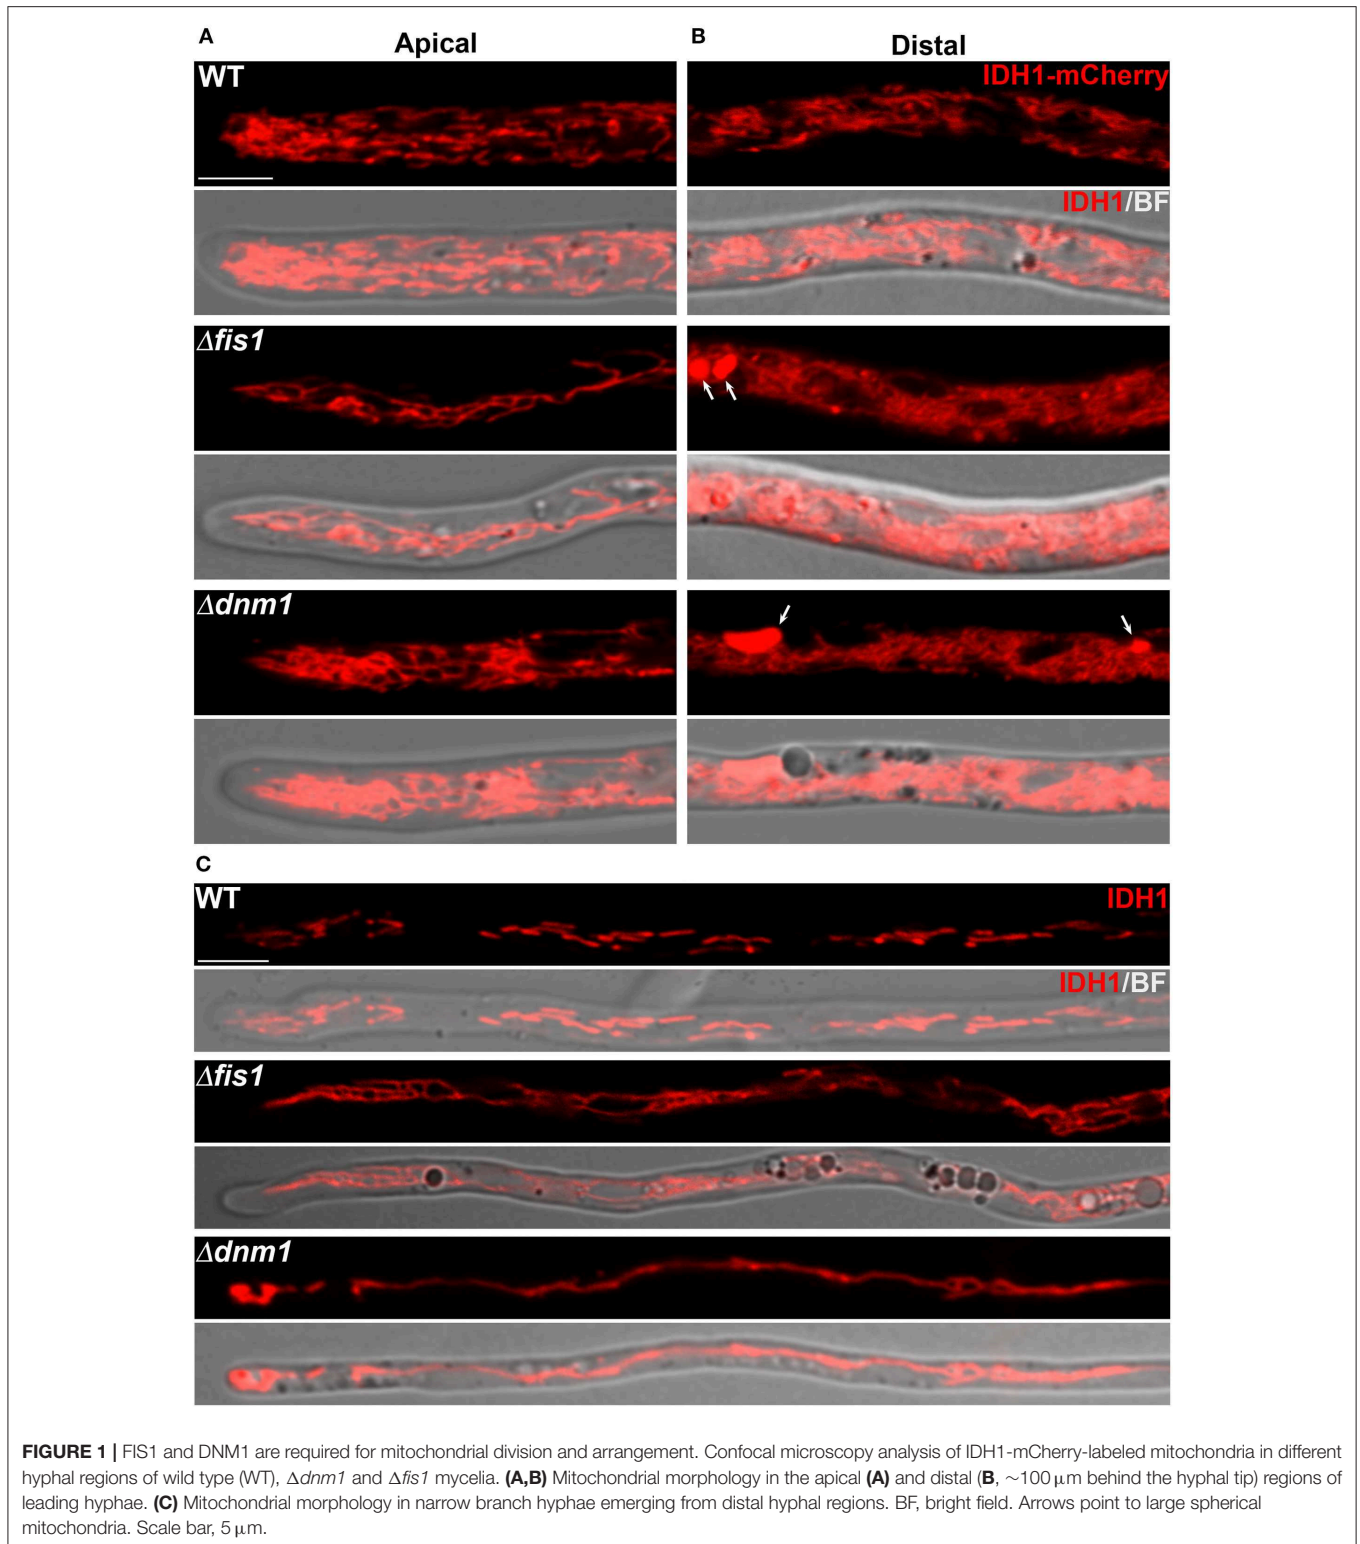 A
Apical
B
Distal
WT
IDH1-mCherry
IDH1/BF
Δfis1
Δdnm1
C
WT
IDH1
IDH1/BF
Δfis1
Δdnm1
FIGURE 1 | FIS1 and DNM1 are required for mitochondrial division and arrangement. Confocal microscopy analysis of IDH1-mCherry-labeled mitochondria in different
hyphal regions of wild type (WT), Δdnm1 and Δfis1 mycelia. (A,B) Mitochondrial morphology in the apical (A) and distal (B, ∼100 μm behind the hyphal tip) regions of
leading hyphae. (C) Mitochondrial morphology in narrow branch hyphae emerging from distal hyphal regions. BF, bright field. Arrows point to large spherical
mitochondria. Scale bar, 5 μm.